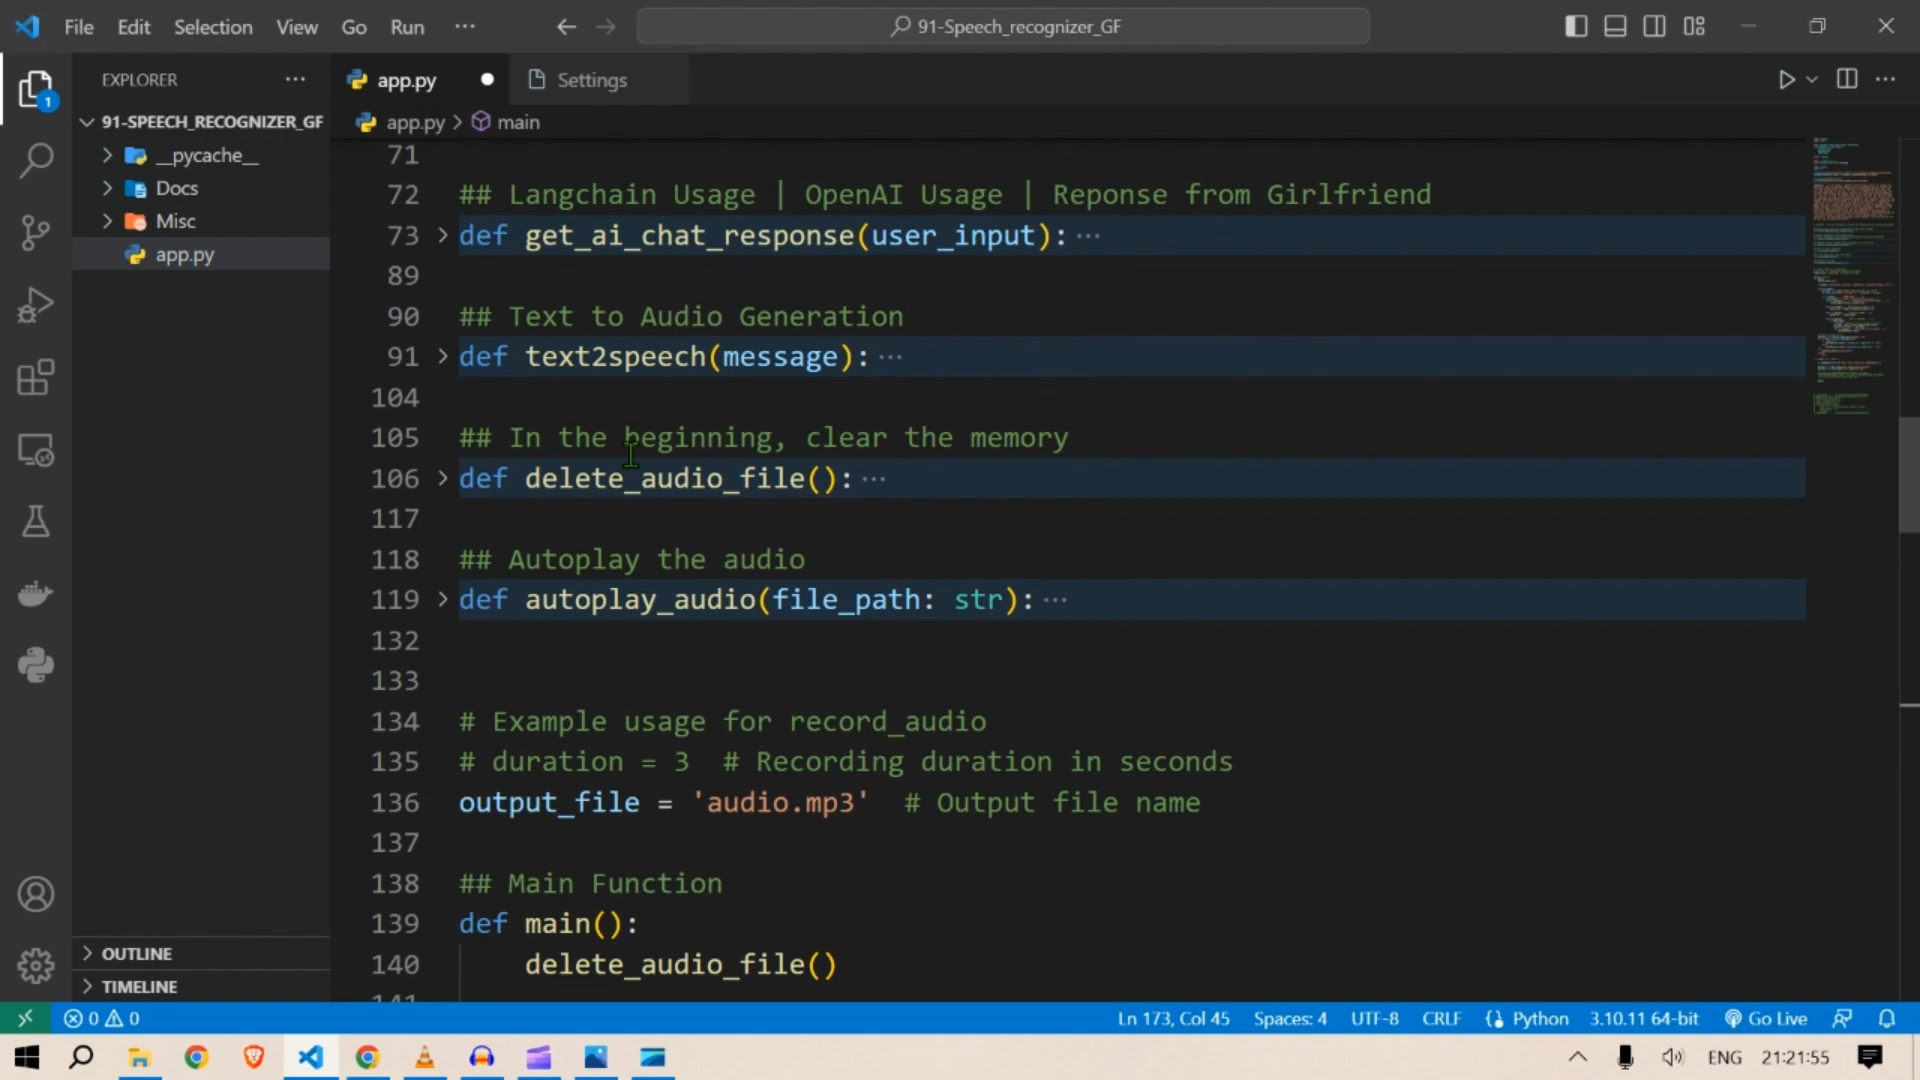 File Edit Selection View Go Run ··· 91-Speech_recognizer_GF
EXPLORER ···
app.py
Settings
1
91-SPEECH_RECOGNIZER_GF
app.py > main
__pycache__
Docs
Misc
app.py
71
72 ## Langchain Usage | OpenAI Usage | Reponse from Girlfriend
73 def get_ai_chat_response(user_input): ···
89
90 ## Text to Audio Generation
91 def text2speech(message): ···
104
105 ## In the beginning, clear the memory
106 def delete_audio_file(): ···
117
118 ## Autoplay the audio
119 def autoplay_audio(file_path: str): ···
132
133
134 # Example usage for record_audio
135 # duration = 3 # Recording duration in seconds
136 output_file = 'audio.mp3' # Output file name
137
138 ## Main Function
139 def main():
140 delete_audio_file()
141
OUTLINE
TIMELINE
0 0 Ln 173, Col 45 Spaces: 4 UTF-8 CRLF Python 3.10.11 64-bit Go Live
ENG 21:21:55